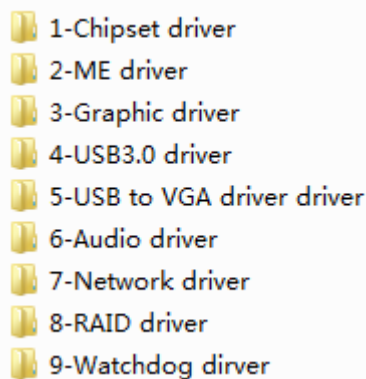 1-Chipset driver
2-ME driver
3-Graphic driver
4-USB3.0 driver
5-USB to VGA driver driver
6-Audio driver
7-Network driver
8-RAID driver
9-Watchdog dirver